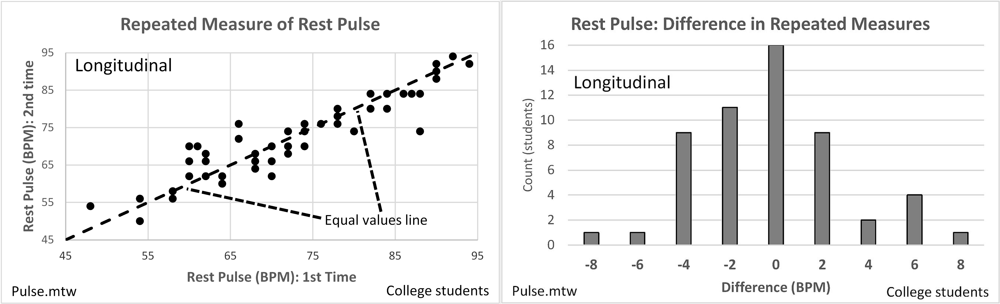 Repeated Measure of Rest Pulse
Longitudinal
Rest Pulse (BPM): 2nd time
95
85
75
65
55
45
45 55 65 75 85 95
Equal values line
Rest Pulse (BPM): 1st Time
Pulse.mtw
College students
Rest Pulse: Difference in Repeated Measures
Longitudinal
Count (students)
16
14
12
10
8
6
4
2
0
-8 -6 -4 -2 0 2 4 6 8
Difference (BPM)
Pulse.mtw
College students